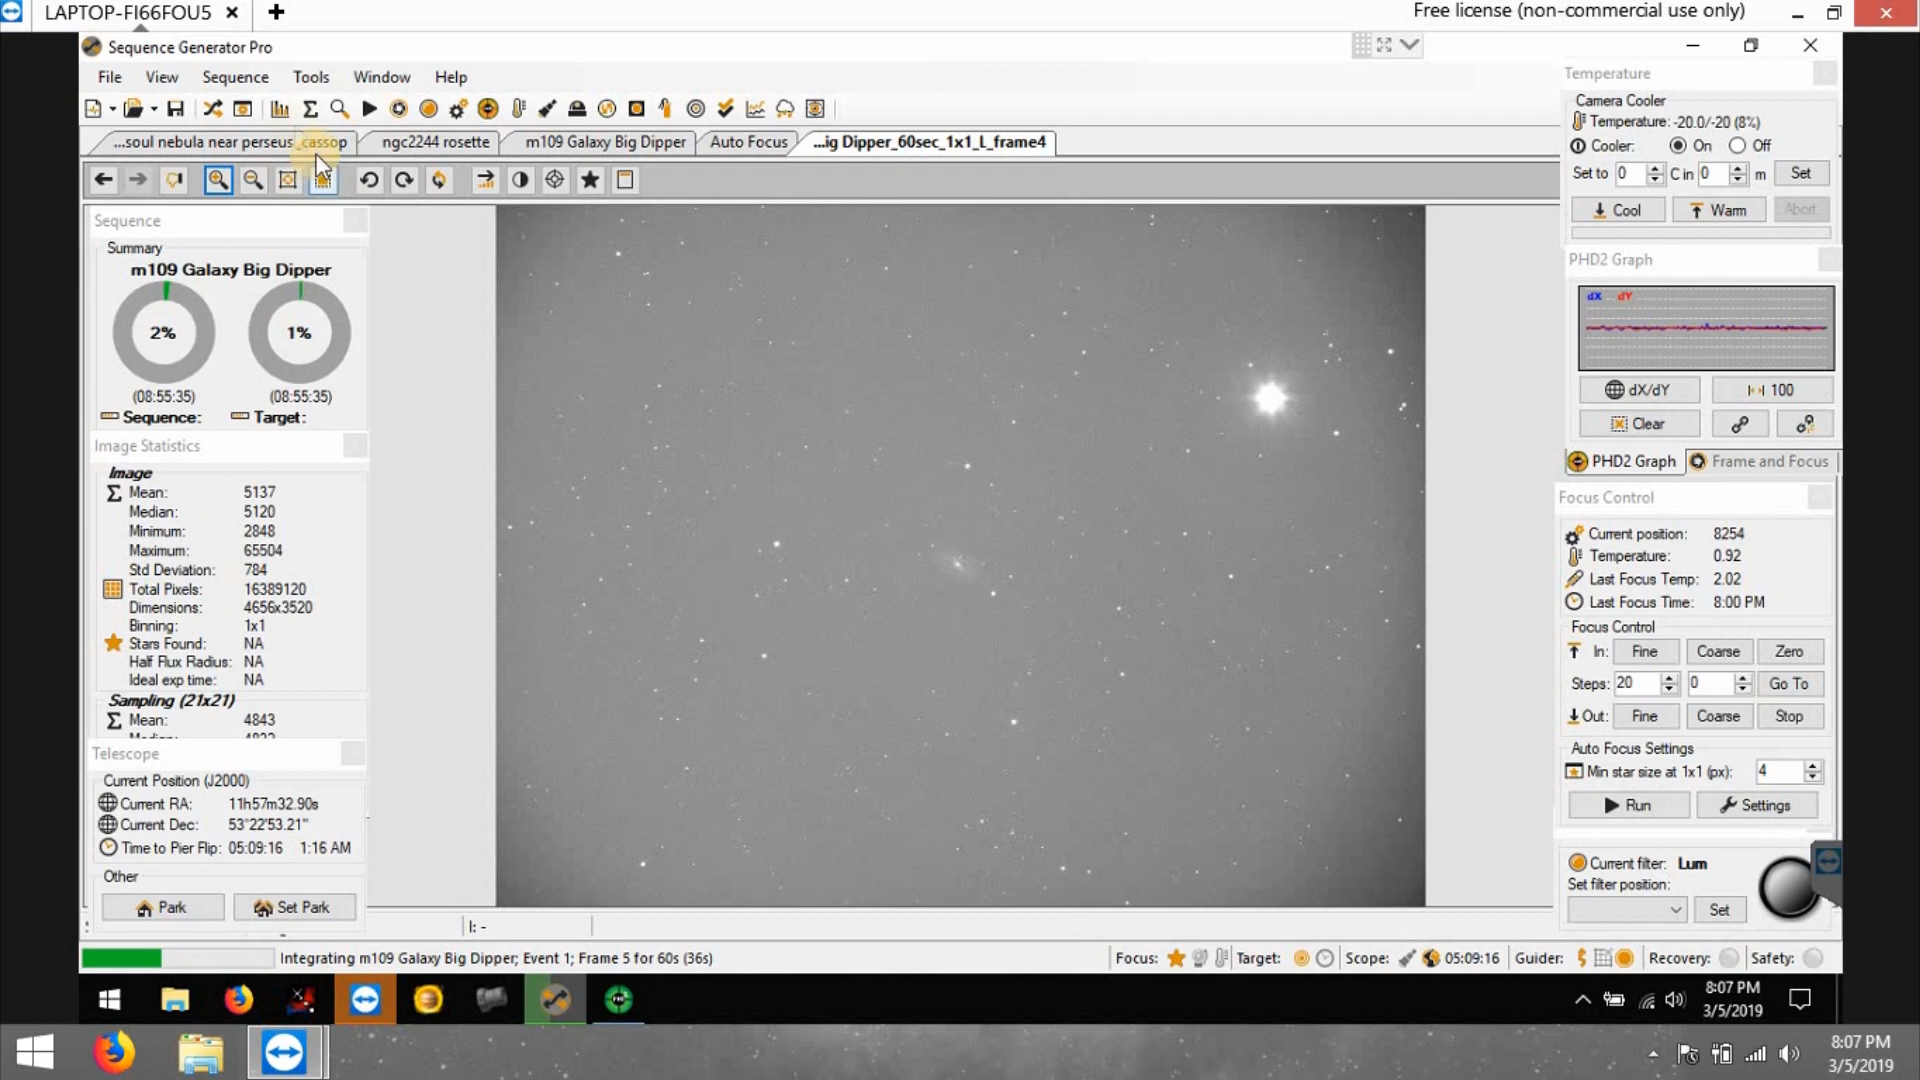 LAPTOP-FI66FOU5
Free license (non-commercial use only)
Sequence Generator Pro
File View Sequence Tools Window Help
...soul nebula near perseus_cassop ngc2244 rosette m109 Galaxy Big Dipper Auto Focus ...ig Dipper_60sec_1x1_L_frame4
Sequence
Summary
m109 Galaxy Big Dipper
2% 1%
(08:55:35) (08:55:35)
Sequence: Target:
Image Statistics
Image
Mean: 5137
Median: 5120
Minimum: 2848
Maximum: 65504
Std Deviation: 784
Total Pixels: 16389120
Dimensions: 4656x3520
Binning: 1x1
Stars Found: NA
Half Flux Radius: NA
Ideal exp time: NA
Sampling (21x21)
Mean: 4843
Telescope
Current Position (J2000)
Current RA: 11h57m32.90s
Current Dec: 53°22'53.21"
Time to Pier Flip: 05:09:16 1:16 AM
Other
Park Set Park
I: -
Temperature
Camera Cooler
Temperature: -20.0/-20 (8%)
Cooler: On Off
Set to 0 C in 0 m Set
Cool Warm Abort
PHD2 Graph
dX dY
dX/dY 100
Clear
PHD2 Graph Frame and Focus
Focus Control
Current position: 8254
Temperature: 0.92
Last Focus Temp: 2.02
Last Focus Time: 8:00 PM
Focus Control
In: Fine Coarse Zero
Steps: 20 0 Go To
Out: Fine Coarse Stop
Auto Focus Settings
Min star size at 1x1 (px): 4
Run Settings
Current filter: Lum
Set filter position:
Set
Integrating m109 Galaxy Big Dipper; Event 1; Frame 5 for 60s (36s)
Focus: Target: Scope: 05:09:16 Guider: Recovery: Safety:
8:07 PM
3/5/2019
8:07 PM
3/5/2019